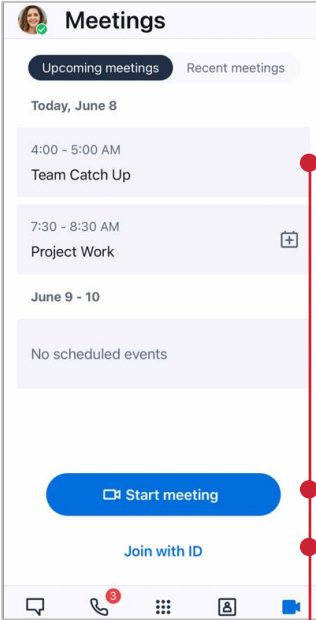 Meetings
Upcoming meetings Recent meetings
Today, June 8
4:00 - 5:00 AM
Team Catch Up
7:30 - 8:30 AM
Project Work
June 9 - 10
No scheduled events
Start meeting
Join with ID
3